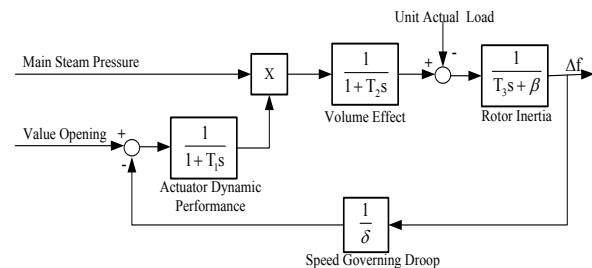 Unit Actual Load
Main Steam Pressure
X
1
1+T₂s
Volume Effect
+
-
1
T₃s+β
Rotor Inertia
Δf
Value Opening
+
-
1
1+T₁s
Actuator Dynamic
Performance
1
δ
Speed Governing Droop